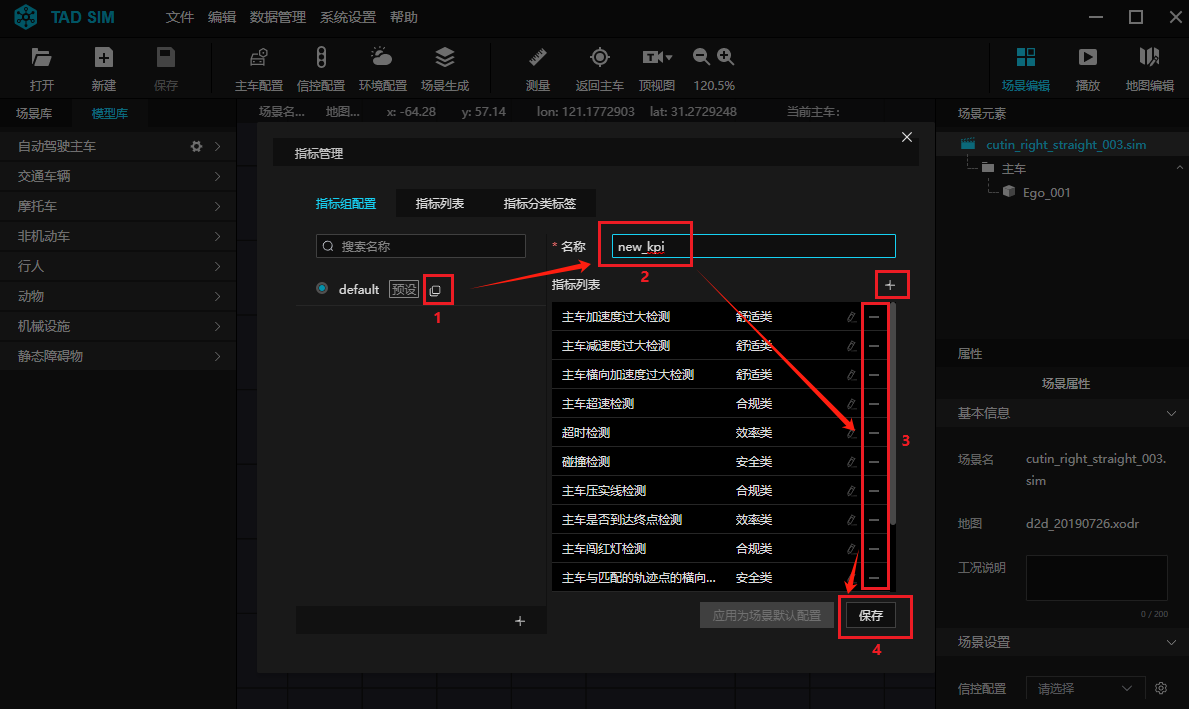 TAD SIM 文件 编辑 数据管理 系统设置 帮助
打开 新建 保存 主车配置 信控配置 环境配置 场景生成 测量 返回主车 顶视图 120.5% 场景编辑 播放 地图编辑
场景库 模型库 场景名... 地图... x: -64.28 y: 57.14 lon: 121.1772903 lat: 31.2729248 当前主车: 场景元素
自动驾驶主车
交通车辆
摩托车
非机动车
行人
动物
机械设施
静态障碍物
指标管理
指标组配置 指标列表 指标分类标签
搜索名称
default 预设
1
* 名称 new_kpi
2
指标列表
主车加速度过大检测 舒适类
主车减速度过大检测 舒适类
主车横向加速度过大检测 舒适类
主车超速检测 合规类
超时检测 效率类
碰撞检测 安全类
主车压实线检测 合规类
主车是否到达终点检测 效率类
主车闯红灯检测 合规类
主车与匹配的轨迹点的横向... 安全类
3
应用为场景默认配置 保存
4
cutin_right_straight_003.sim
主车
Ego_001
属性
场景属性
基本信息
场景名 cutin_right_straight_003.
sim
地图 d2d_20190726.xodr
工况说明
0 / 200
场景设置
信控配置 请选择